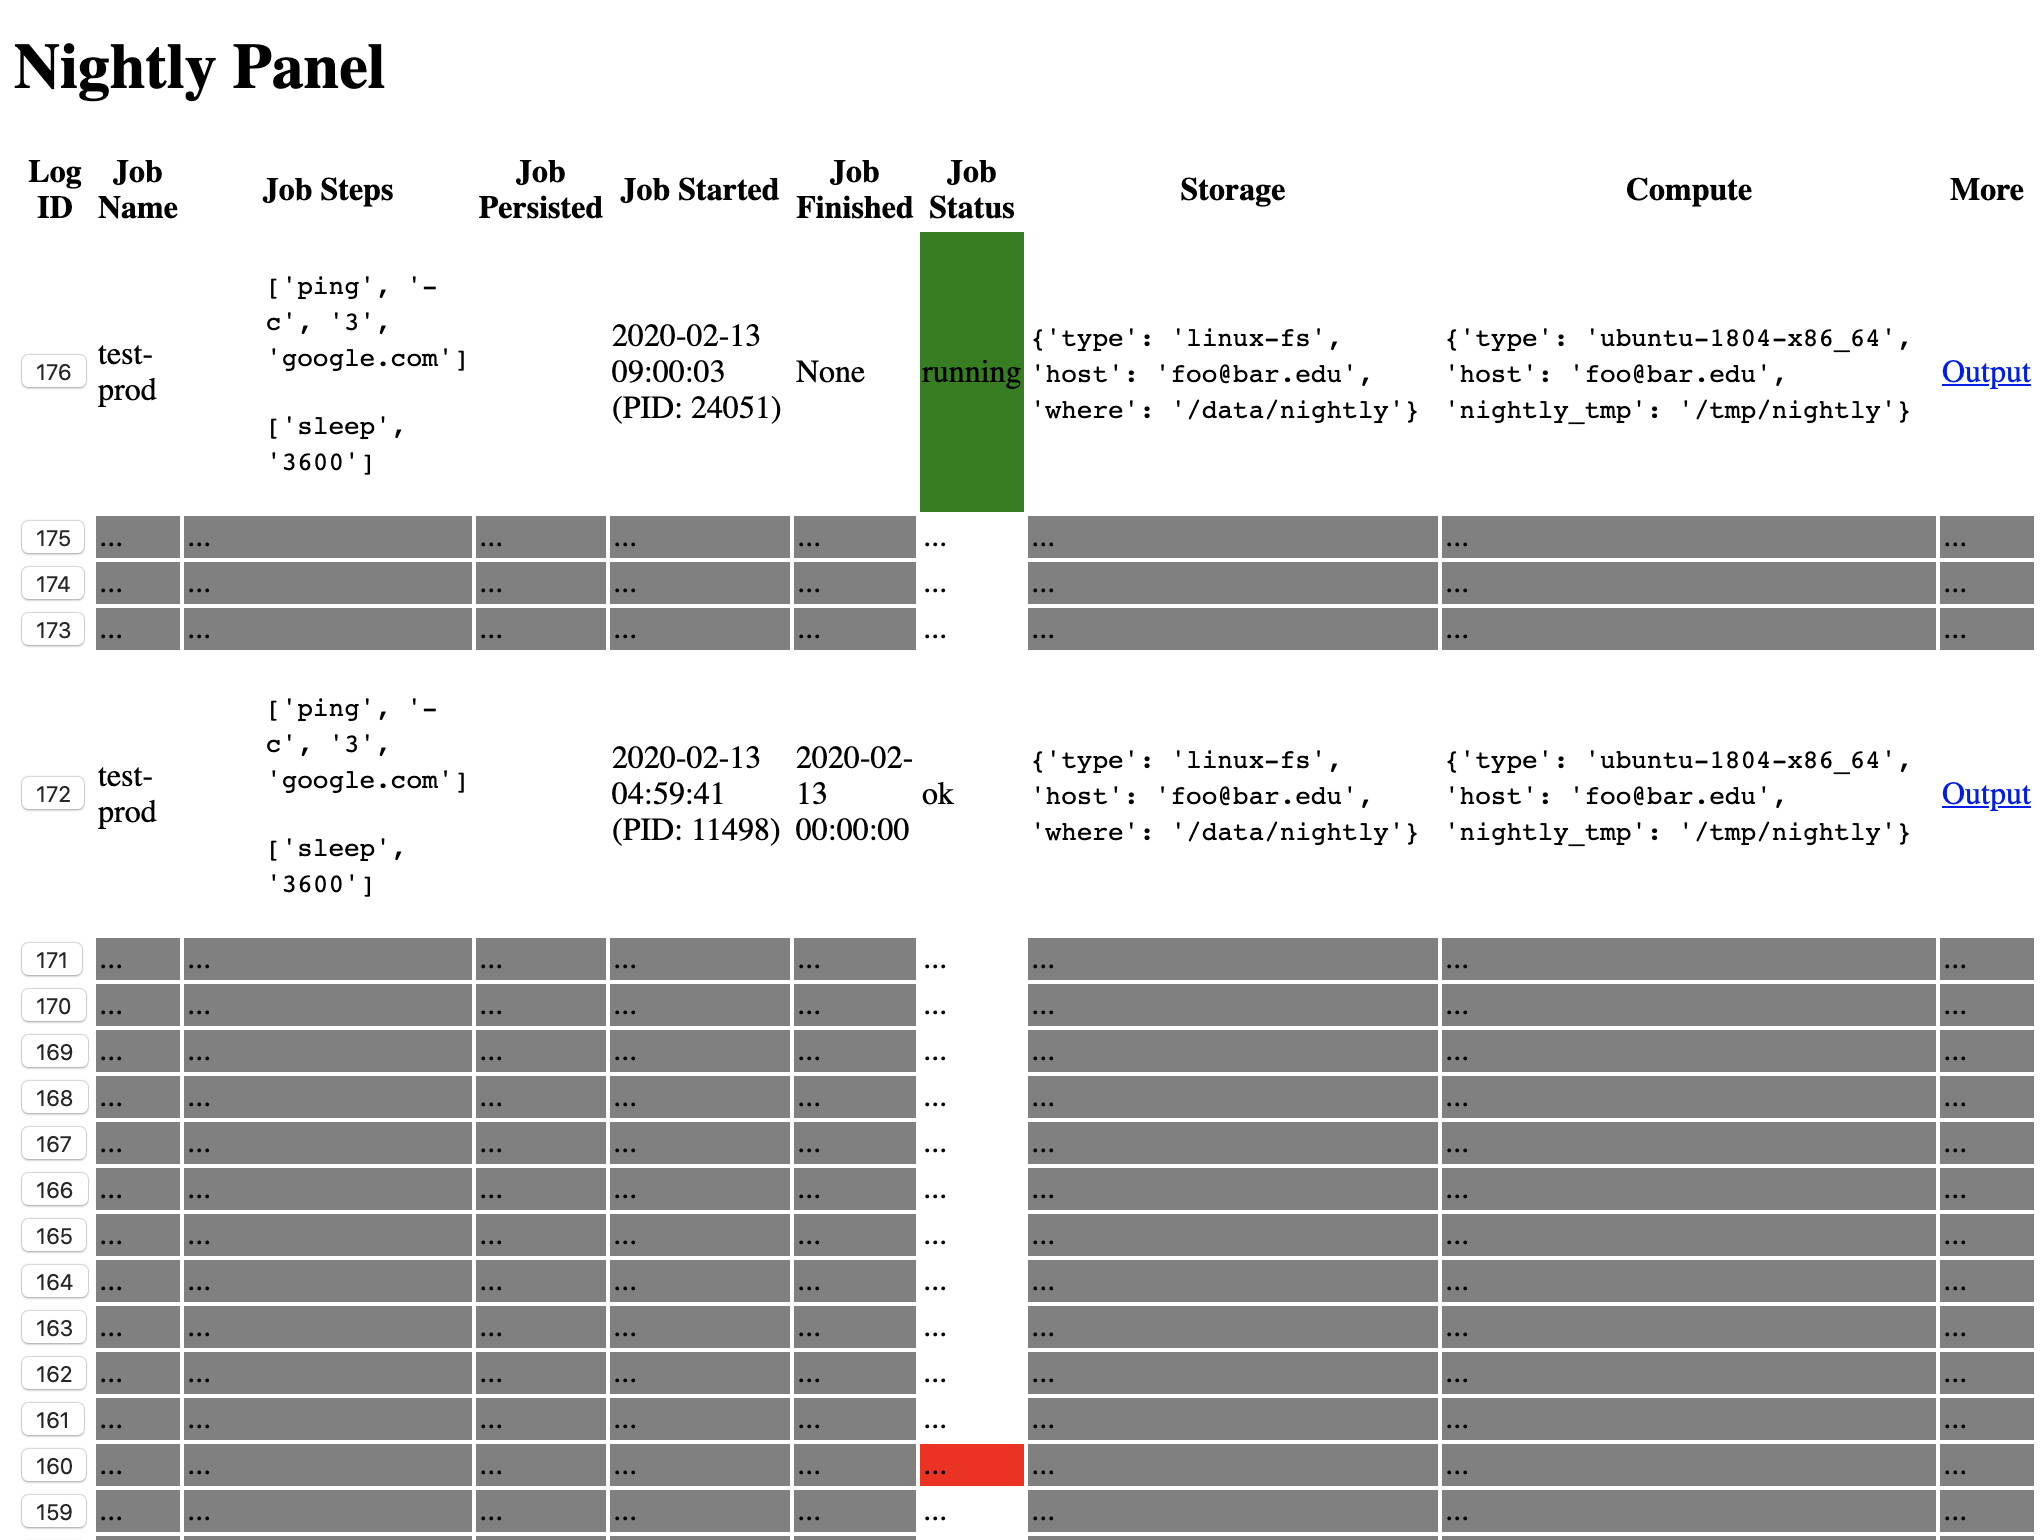 Nightly Panel
Log ID Job Name Job Steps Job Persisted Job Started Job Finished Job Status Storage Compute More
176 test-prod ['ping', '-c', '3', 'google.com'] ['sleep', '3600'] 2020-02-13 09:00:03 (PID: 24051) None running {'type': 'linux-fs', 'host': 'foo@bar.edu', 'where': '/data/nightly'} {'type': 'ubuntu-1804-x86_64', 'host': 'foo@bar.edu', 'nightly_tmp': '/tmp/nightly'} Output
175 ... ... ... ... ... ... ... ... ...
174 ... ... ... ... ... ... ... ... ...
173 ... ... ... ... ... ... ... ... ...
172 test-prod ['ping', '-c', '3', 'google.com'] ['sleep', '3600'] 2020-02-13 04:59:41 (PID: 11498) 2020-02-13 00:00:00 ok {'type': 'linux-fs', 'host': 'foo@bar.edu', 'where': '/data/nightly'} {'type': 'ubuntu-1804-x86_64', 'host': 'foo@bar.edu', 'nightly_tmp': '/tmp/nightly'} Output
171 ... ... ... ... ... ... ... ... ...
170 ... ... ... ... ... ... ... ... ...
169 ... ... ... ... ... ... ... ... ...
168 ... ... ... ... ... ... ... ... ...
167 ... ... ... ... ... ... ... ... ...
166 ... ... ... ... ... ... ... ... ...
165 ... ... ... ... ... ... ... ... ...
164 ... ... ... ... ... ... ... ... ...
163 ... ... ... ... ... ... ... ... ...
162 ... ... ... ... ... ... ... ... ...
161 ... ... ... ... ... ... ... ... ...
160 ... ... ... ... ... ... ... ... ...
159 ... ... ... ... ... ... ... ... ...